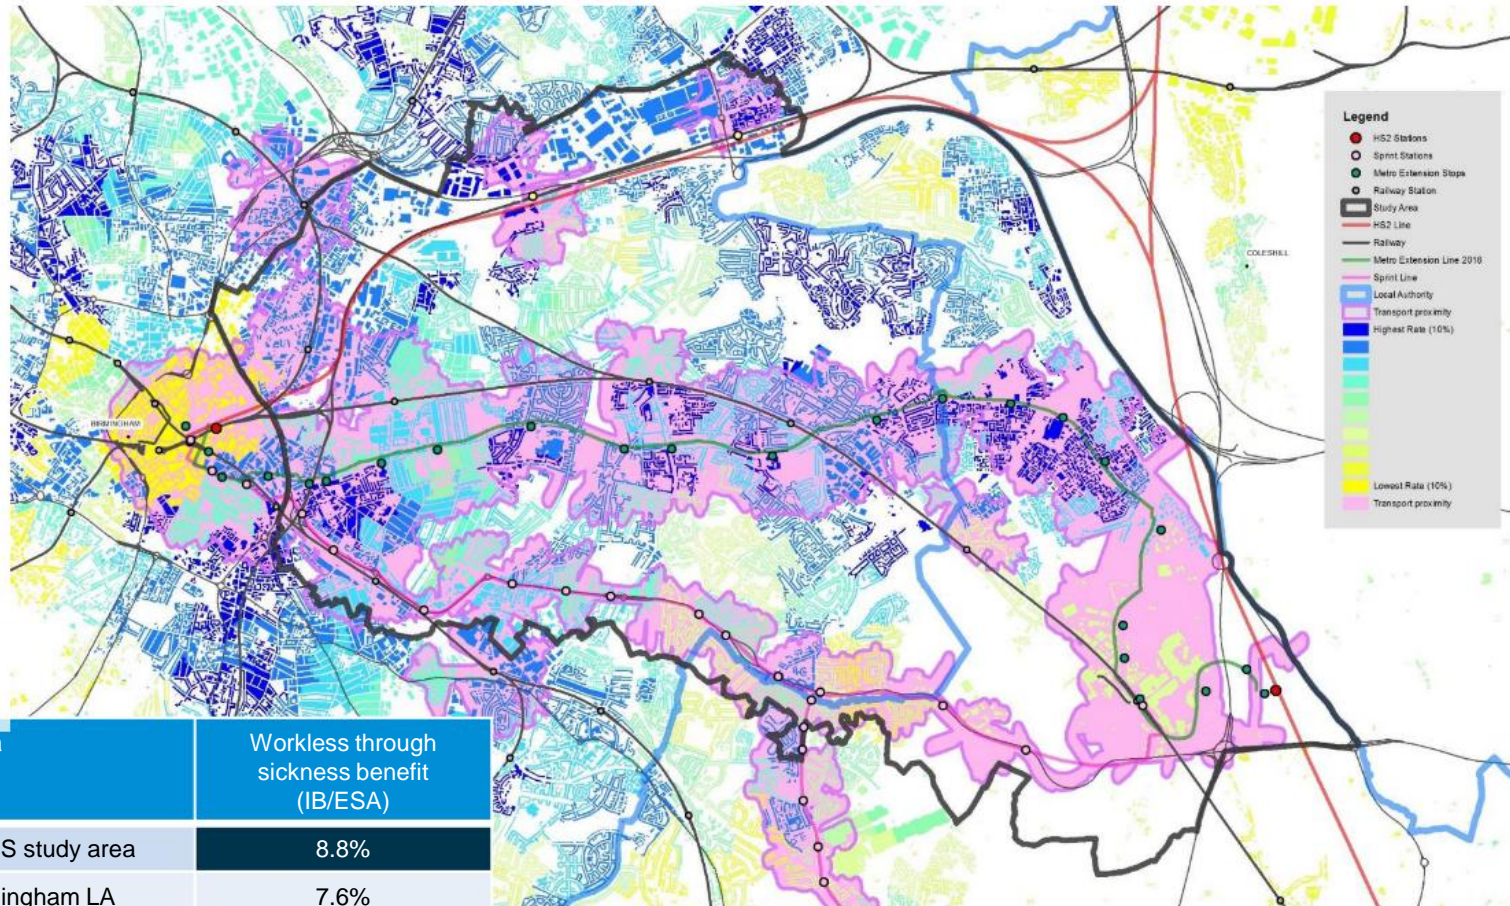 Legend
HS2 Stations
Sprint Stations
Metro Extension Stops
Railway Station
Study Area
HS2 Line
Railway
Metro Extension Line 2018
Sprint Line
Local Authority
Transport proximity
Highest Rate (10%)
Lowest Rate (10%)
Transport proximity
COLESHILL
BIRMINGHAM
Workless through
sickness benefit
(IB/ESA)
S study area
8.8%
ingham LA
7.6%